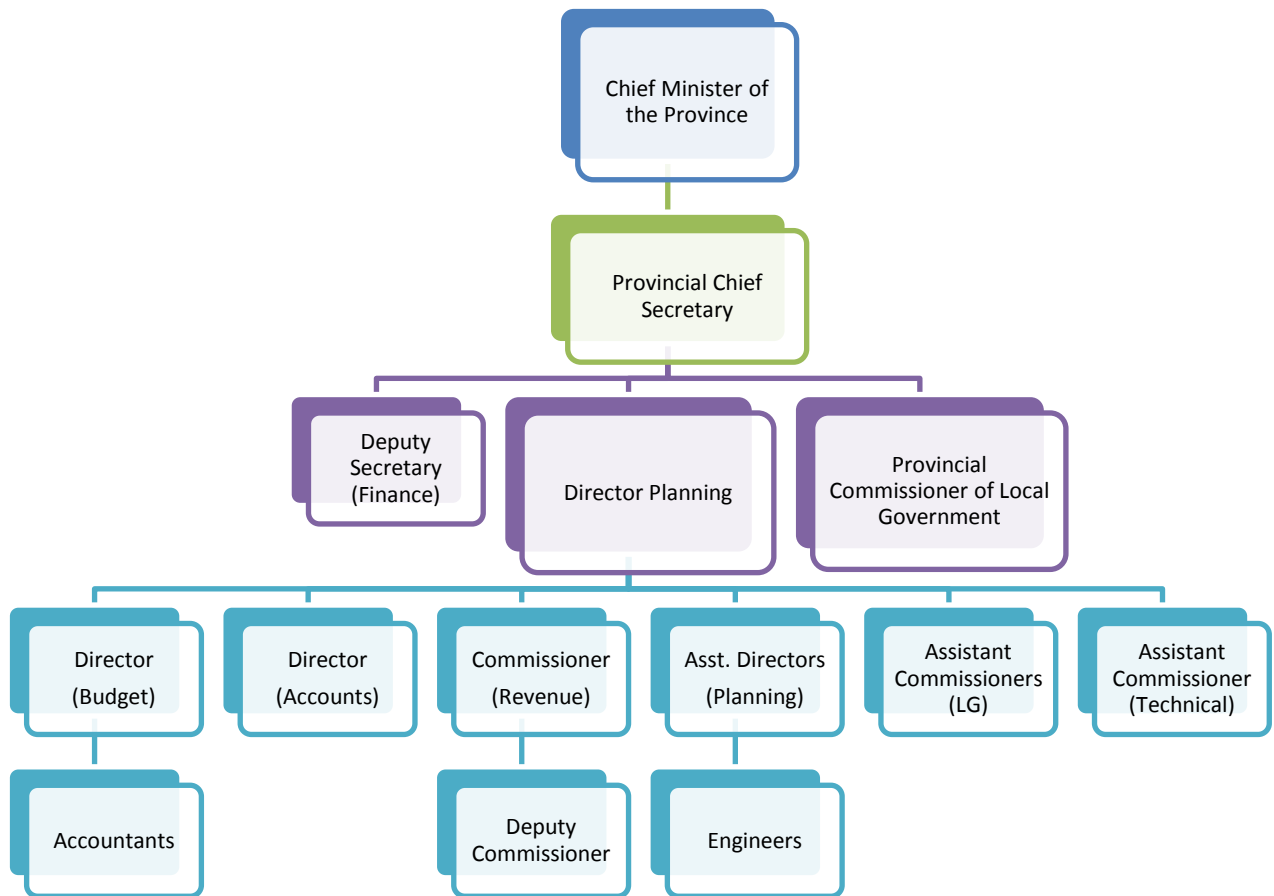 Chief Minister of
the Province
Provincial Chief
Secretary
Deputy
Secretary
(Finance)
Director Planning
Provincial
Commissioner of Local
Government
Director
(Budget)
Director
(Accounts)
Commissioner
(Revenue)
Asst. Directors
(Planning)
Assistant
Commissioners
(LG)
Assistant
Commissioner
(Technical)
Accountants
Deputy
Commissioner
Engineers